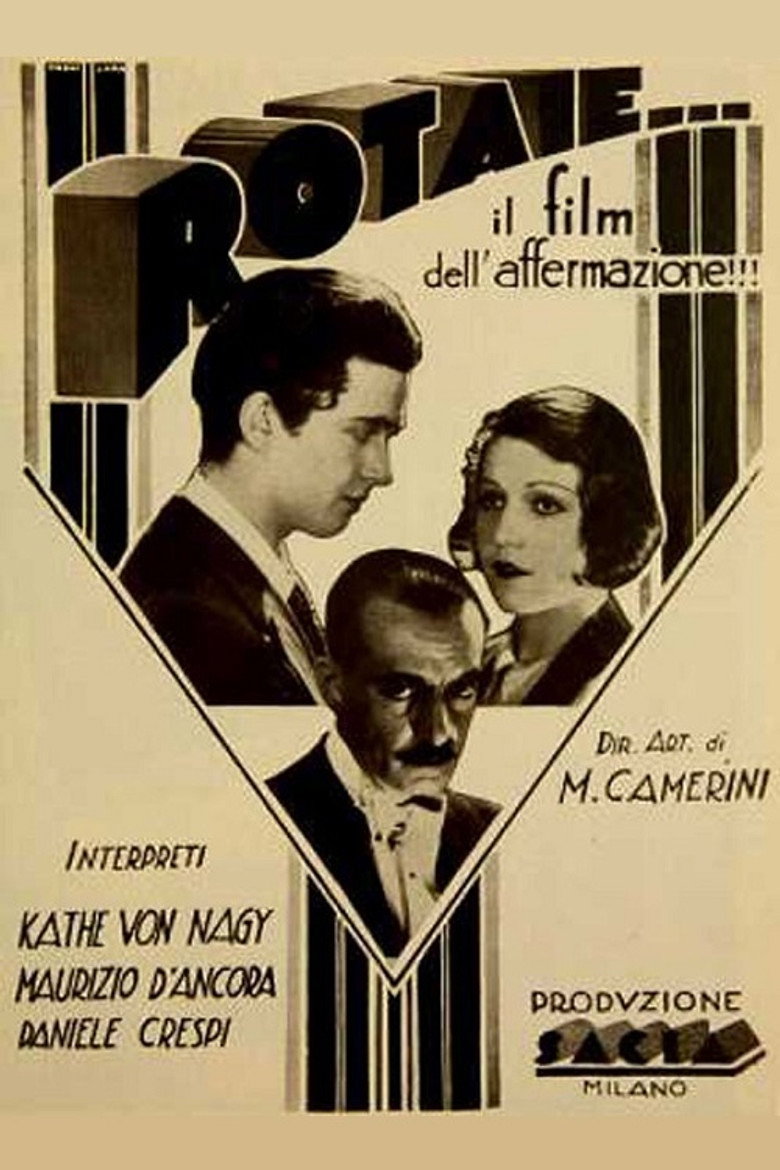 ROTAIE...
il film
dell'affermazione!!!
DIR. ART. di
M. CAMERINI
INTERPRETI
KATHE VON NAGY
MAURIZIO D'ANCORA
DANIELE CRESPI
PRODVZIONE
SACIA
MILANO